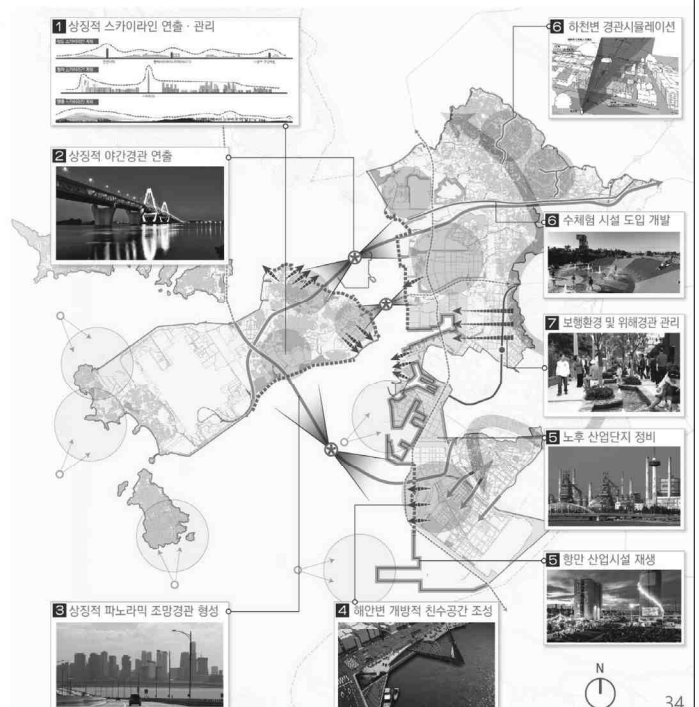 1 상징적 스카이라인 연출 · 관리
6 하천변 경관시뮬레이션
2 상징적 야간경관 연출
6 수체험 시설 도입 개발
7 보행환경 및 위해경관 관리
5 노후 산업단지 정비
5 항만 산업시설 재생
3 상징적 파노라믹 조망경관 형성
4 해안변 개방적 친수공간 조성
N
34